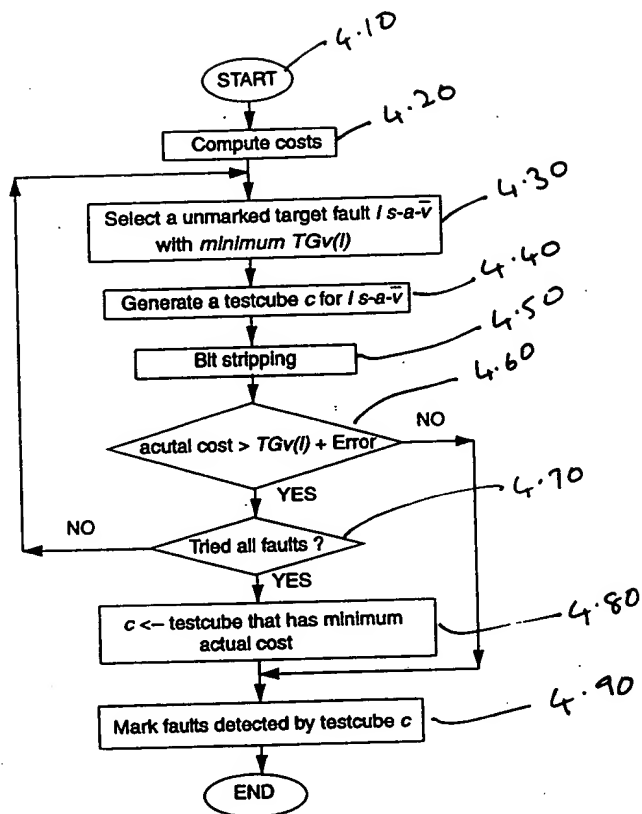 4.10
START
4.20
Compute costs
4.30
Select a unmarked target fault l s-a-v̅
with minimum TGv(l)
4.40
Generate a testcube c for l s-a-v̅
4.50
Bit stripping
4.60
acutal cost > TGv(l) + Error
NO
YES
4.70
NO
Tried all faults ?
YES
4.80
c <– testcube that has minimum
actual cost
4.90
Mark faults detected by testcube c
END